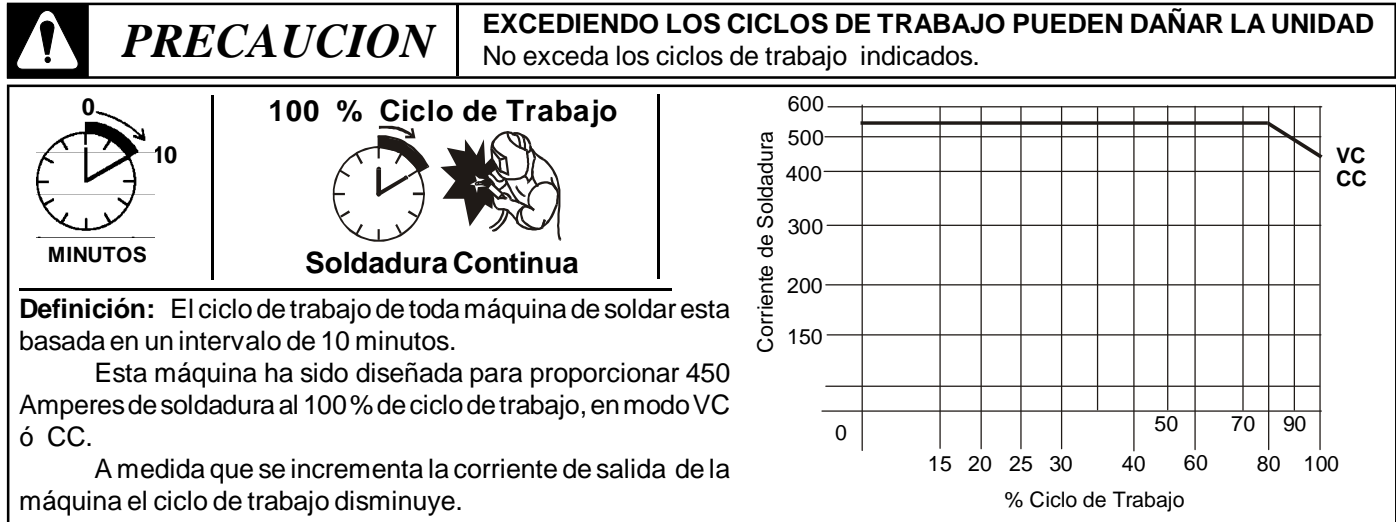 PRECAUCION
EXCEDIENDO LOS CICLOS DE TRABAJO PUEDEN DAÑAR LA UNIDAD
No exceda los ciclos de trabajo indicados.
0
10
MINUTOS
100 % Ciclo de Trabajo
Soldadura Continua
Definición: El ciclo de trabajo de toda máquina de soldar esta
basada en un intervalo de 10 minutos.
Esta máquina ha sido diseñada para proporcionar 450
Amperes de soldadura al 100 % de ciclo de trabajo, en modo VC
ó CC.
A medida que se incrementa la corriente de salida de la
máquina el ciclo de trabajo disminuye.
Corriente de Soldadura
600
500
400
300
200
150
0
VC
CC
50 70 90
15 20 25 30 40 60 80 100
% Ciclo de Trabajo